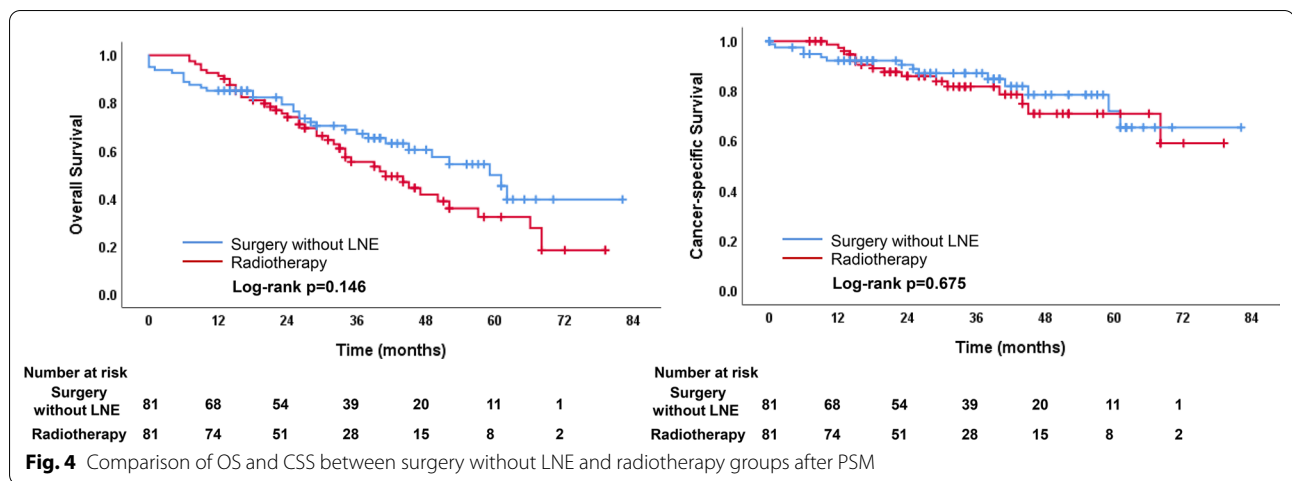 Overall Survival
1.0
0.8
0.6
0.4
0.2
0.0
Surgery without LNE
Radiotherapy
Log-rank p=0.146
0 12 24 36 48 60 72 84
Time (months)
Number at risk
Surgery
without LNE 81 68 54 39 20 11 1
Radiotherapy 81 74 51 28 15 8 2
Cancer-specific Survival
1.0
0.8
0.6
0.4
0.2
0.0
Surgery without LNE
Radiotherapy
Log-rank p=0.675
0 12 24 36 48 60 72 84
Time (months)
Number at risk
Surgery
without LNE 81 68 54 39 20 11 1
Radiotherapy 81 74 51 28 15 8 2
Fig. 4 Comparison of OS and CSS between surgery without LNE and radiotherapy groups after PSM